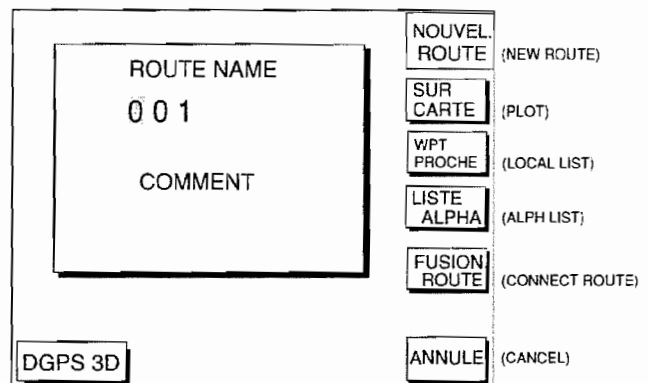 ROUTE NAME
0 0 1
COMMENT
NOUVEL.
ROUTE (NEW ROUTE)
SUR
CARTE (PLOT)
WPT
PROCHE (LOCAL LIST)
LISTE
ALPHA (ALPH LIST)
FUSION
ROUTE (CONNECT ROUTE)
DGPS 3D
ANNULE (CANCEL)